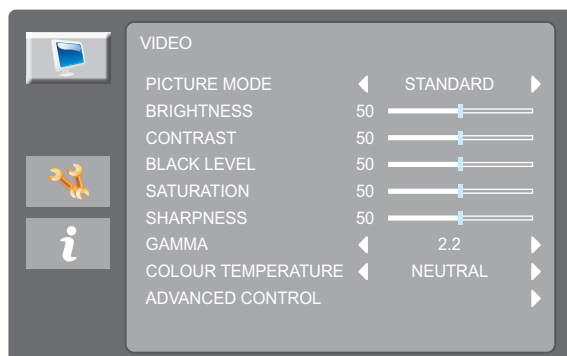 VIDEO
PICTURE MODE STANDARD
BRIGHTNESS 50
CONTRAST 50
BLACK LEVEL 50
SATURATION 50
SHARPNESS 50
GAMMA 2.2
COLOUR TEMPERATURE NEUTRAL
ADVANCED CONTROL
i